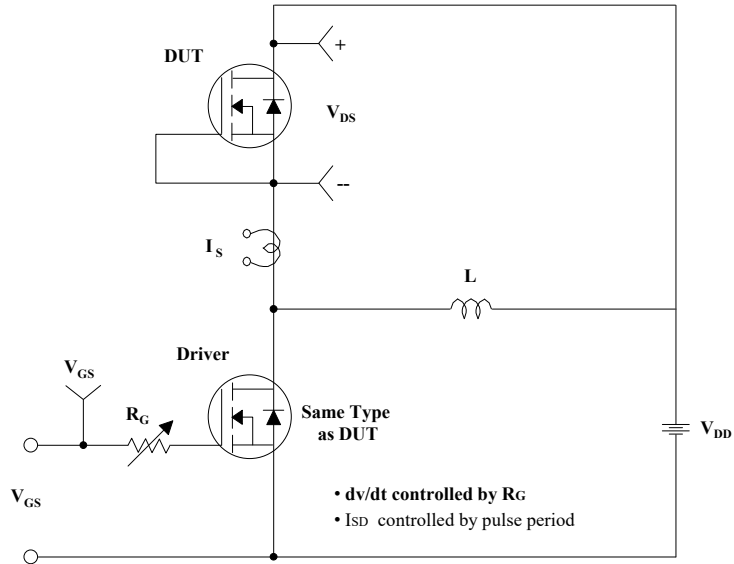 DUT
+
VDS
--
IS
L
Driver
VGS
RG
Same Type
as DUT
VDD
VGS
• dv/dt controlled by RG
• ISD controlled by pulse period